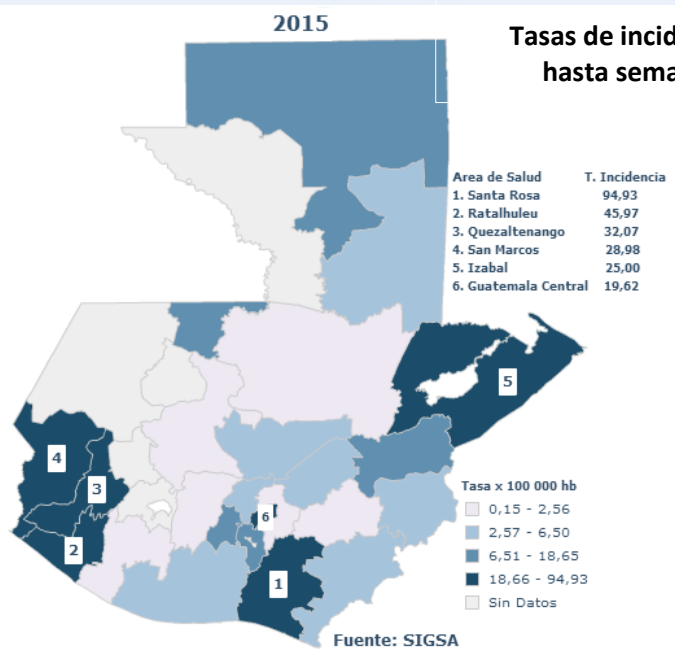 2015
Tasas de incid
hasta sema
Area de Salud T. Incidencia
1. Santa Rosa 94,93
2. Ratalhuleu 45,97
3. Quezaltenango 32,07
4. San Marcos 28,98
5. Izabal 25,00
6. Guatemala Central 19,62
5
4
3
6
2
1
Tasa x 100 000 hb
0,15 - 2,56
2,57 - 6,50
6,51 - 18,65
18,66 - 94,93
Sin Datos
Fuente: SIGSA